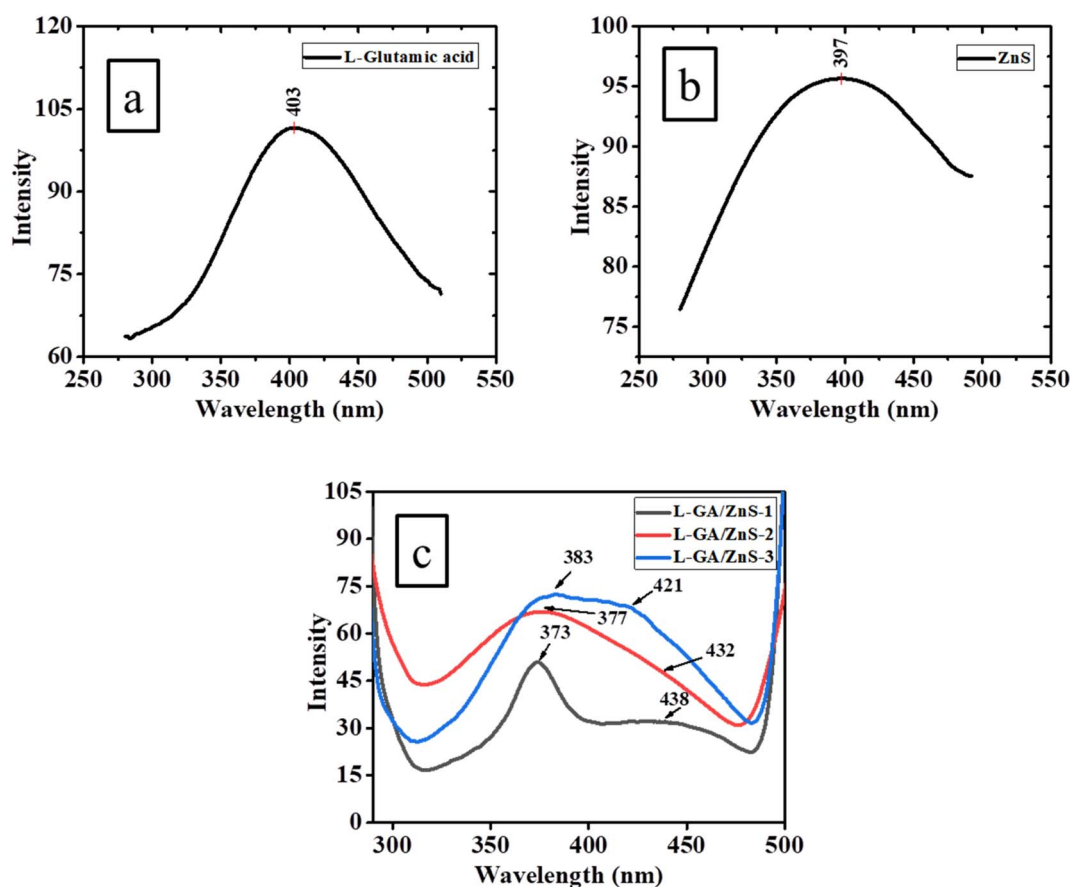 120
105
90
75
60
Intensity
a
403
L-Glutamic acid
250 300 350 400 450 500 550
Wavelength (nm)
100
95
90
85
80
75
Intensity
b
397
ZnS
250 300 350 400 450 500 550
Wavelength (nm)
105
90
75
60
45
30
15
0
Intensity
c
L-GA/ZnS-1
L-GA/ZnS-2
L-GA/ZnS-3
383
421
377
373
432
438
300 350 400 450 500
Wavelength (nm)